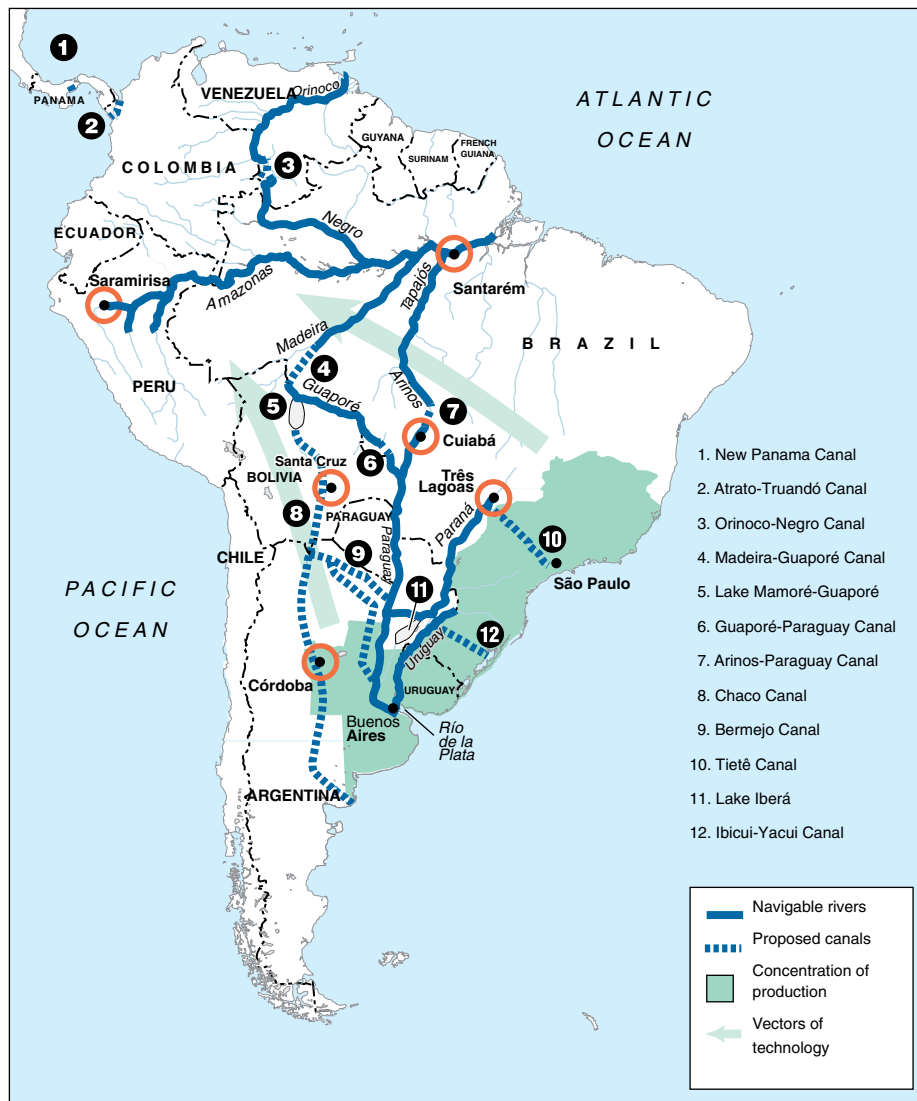 1
PANAMA
2
VENEZUELA
Orinoco
ATLANTIC
OCEAN
GUYANA
SURINAM
FRENCH
GUIANA
COLOMBIA
3
ECUADOR
Negro
Saramirisa
Amazonas
Tapajós
Santarém
Madeira
BRAZIL
PERU
4
Arinos
5
Guaporé
7
Cuiabá
6
Santa Cruz
BOLIVIA
Três
Lagoas
8
PARAGUAY
Paraná
10
CHILE
9
Paraguay
São Paulo
PACIFIC
OCEAN
11
12
Uruguay
Córdoba
URUGUAY
Buenos
Aires
Río
de la
Plata
ARGENTINA
1. New Panama Canal
2. Atrato-Truandó Canal
3. Orinoco-Negro Canal
4. Madeira-Guaporé Canal
5. Lake Mamoré-Guaporé
6. Guaporé-Paraguay Canal
7. Arinos-Paraguay Canal
8. Chaco Canal
9. Bermejo Canal
10. Tietê Canal
11. Lake Iberá
12. Ibicui-Yacui Canal
Navigable rivers
Proposed canals
Concentration of
production
Vectors of
technology